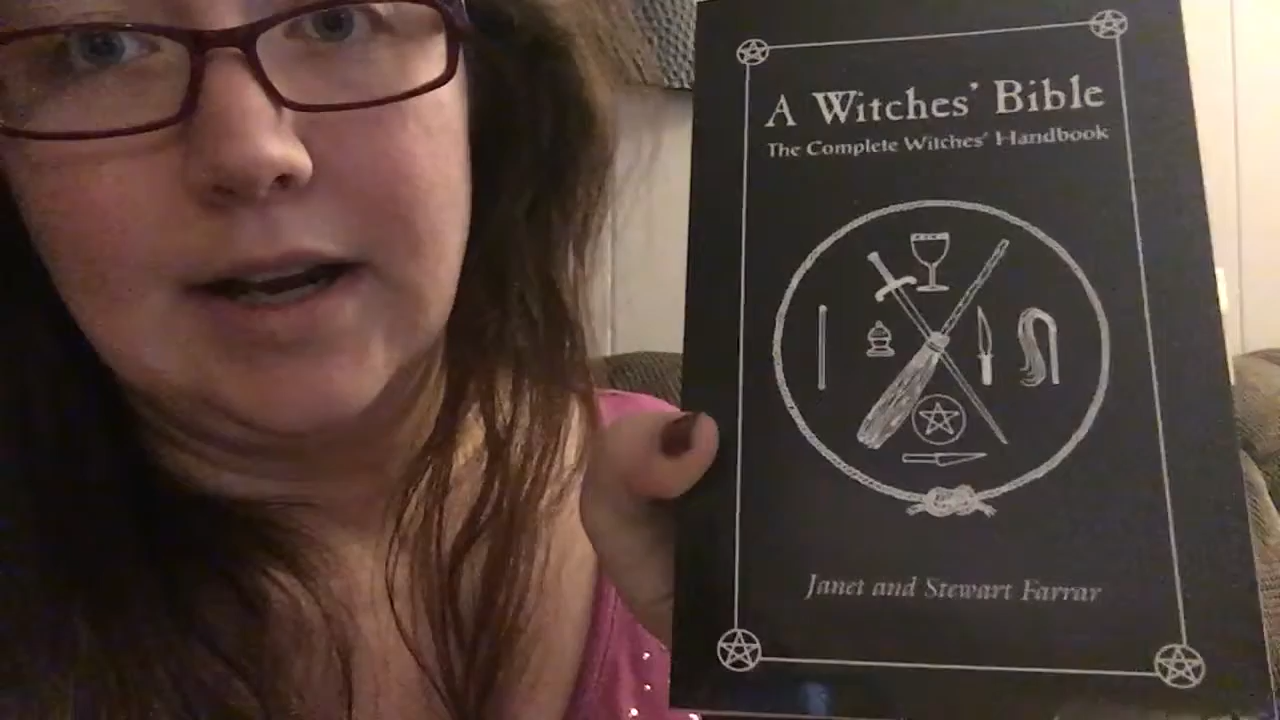 A Witches' Bible
The Complete Witches' Handbook
Janet and Stewart Farrar